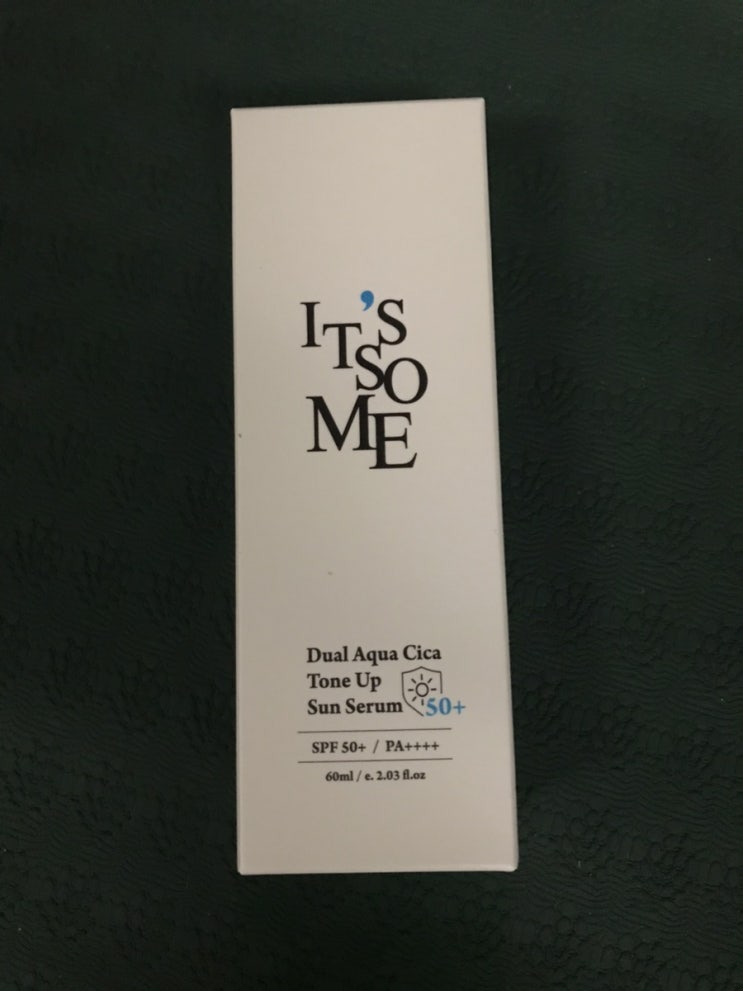 IT'S
SO
ME
Dual Aqua Cica
Tone Up
Sun Serum 50+
SPF 50+ / PA++++
60ml / e. 2.03 fl.oz